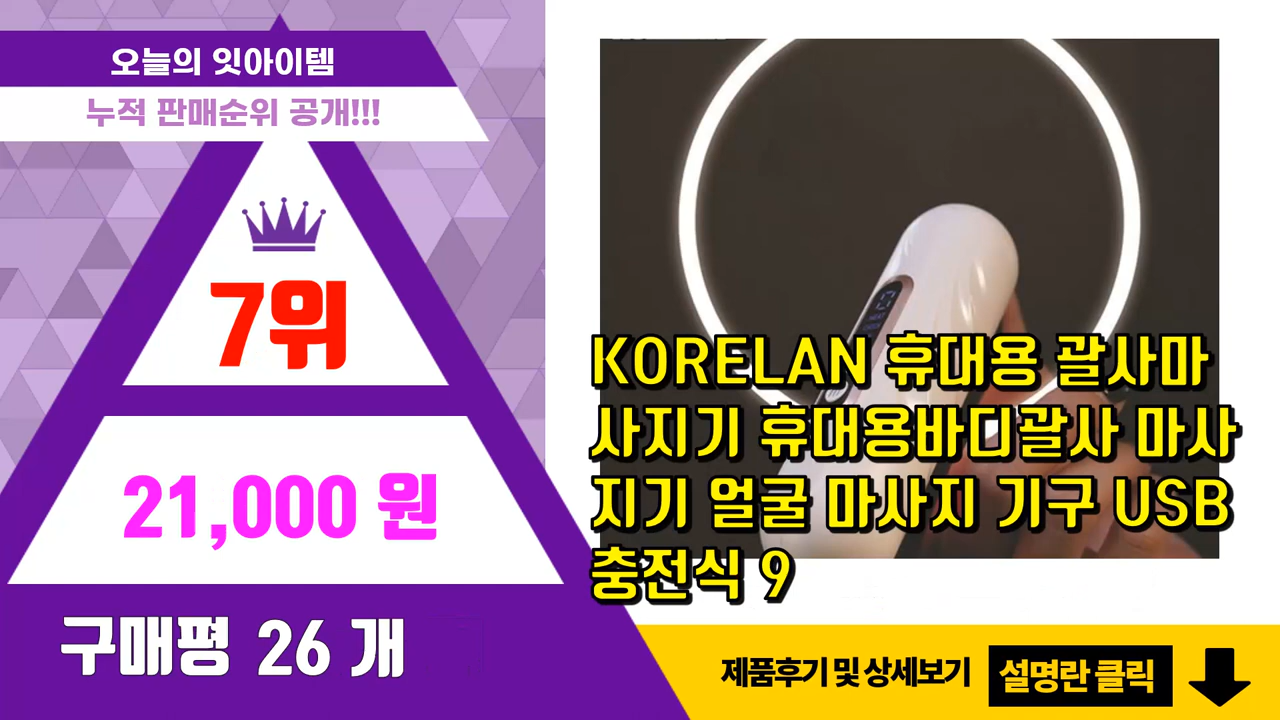 오늘의 잇아이템
누적 판매순위 공개!!!
7위
21,000 원
구매평 26 개
KORELAN 휴대용 괄사마
사지기 휴대용바디괄사 마사
지기 얼굴 마사지 기구 USB
충전식 9
제품후기 및 상세보기
설명란 클릭